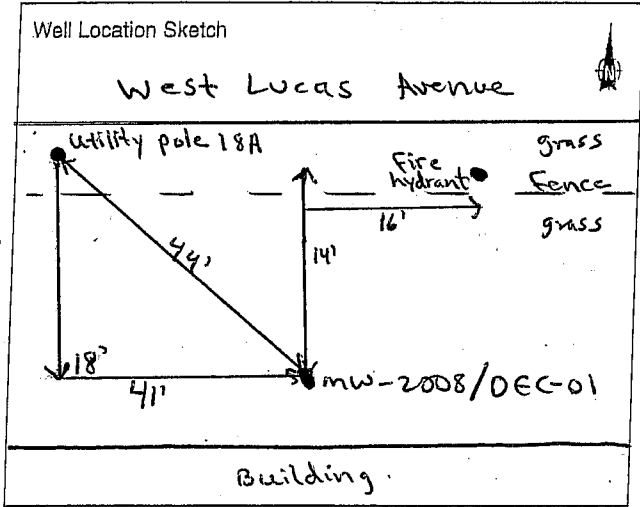 Well Location Sketch
N
West Lucas Avenue
utility pole 18A
grass
Fire
hydrant
Fence
16'
grass
44'
14'
18'
41'
MW-2008/DEC-01
Building.